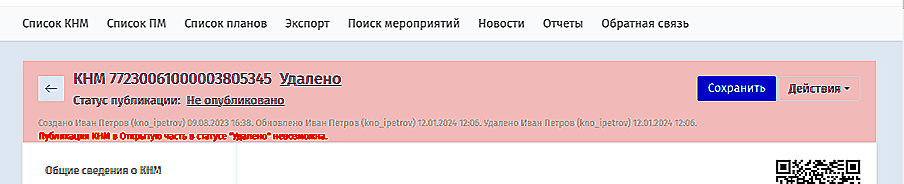 Список КНМ Список ПМ Список планов Экспорт Поиск мероприятий Новости Отчеты Обратная связь
← КНМ 77230061000003805345 Удалено
Статус публикации: Не опубликовано
Сохранить Действия
Создано Иван Петров (kno_ipetrov) 09.08.2023 16:38. Обновлено Иван Петров (kno_ipetrov) 12.01.2024 12:06. Удалено Иван Петров (kno_ipetrov) 12.01.2024 12:06.
Публикация КНМ в Открытую часть в статусе "Удалено" невозможна.
Общие сведения о КНМ